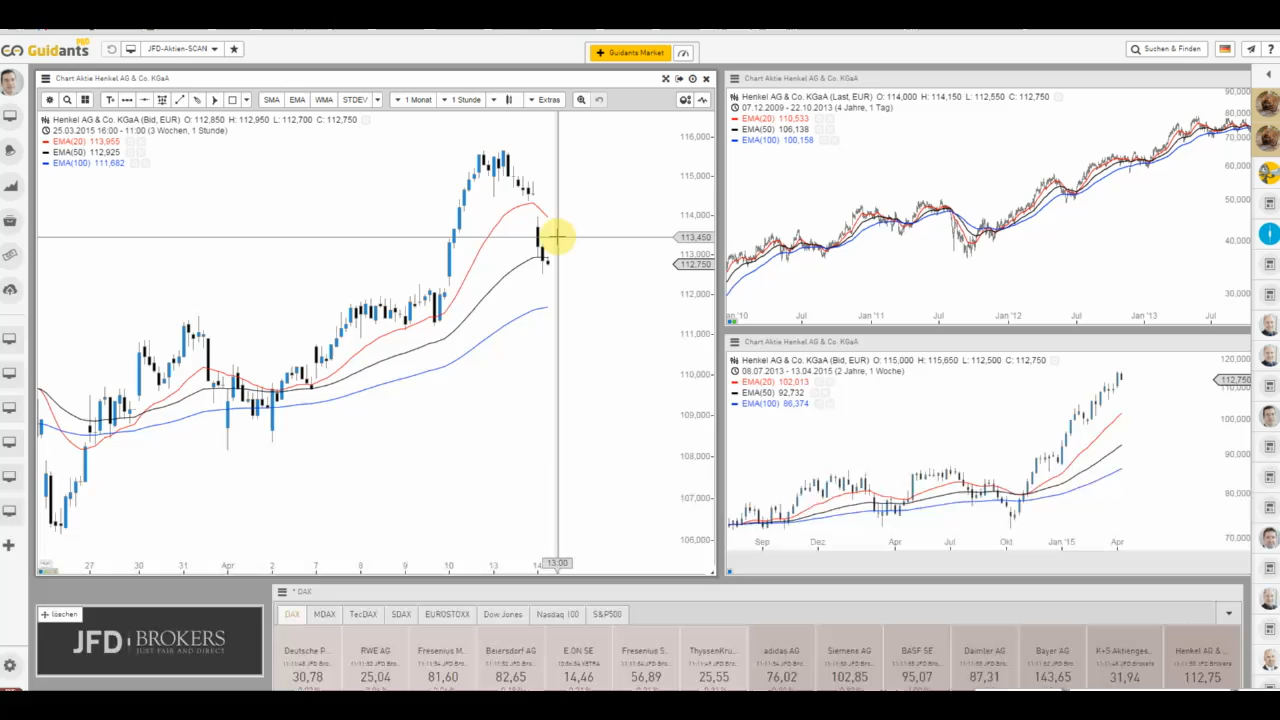 Guidants PRO
JFD-Aktien-SCAN
Guidants Market
Suchen & Finden
Chart Aktie Henkel AG & Co. KGaA
SMA EMA WMA STDEV 1 Monat 1 Stunde Extras
Henkel AG & Co. KGaA (Bid, EUR) O: 112,850 H: 112,950 L: 112,700 C: 112,750
25.03.2015 16:00 - 11:00 (3 Wochen, 1 Stunde)
EMA(20) 113,955
EMA(50) 112,925
EMA(100) 111,682
116,000
115,000
114,000
113,450
113,000
112,750
112,000
111,000
110,000
109,000
108,000
107,000
106,000
27 30 31 Apr 2 7 8 9 10 13 14
13:00
Chart Aktie Henkel AG & Co. KGaA
Henkel AG & Co. KGaA (Last, EUR) O: 114,000 H: 114,150 L: 112,550 C: 112,750
07.12.2009 - 22.10.2013 (4 Jahre, 1 Tag)
EMA(20) 110,533
EMA(50) 106,138
EMA(100) 100,158
90,000
80,000
70,000
60,000
50,000
40,000
30,000
an '10 Jul Jan'11 Jul Jan'12 Jul Jan'13 Jul
Chart Aktie Henkel AG & Co. KGaA
Henkel AG & Co. KGaA (Bid, EUR) O: 115,000 H: 115,650 L: 112,500 C: 112,750
08.07.2013 - 13.04.2015 (2 Jahre, 1 Woche)
EMA(20) 102,013
EMA(50) 92,732
EMA(100) 86,374
120,000
112,750
110,000
100,000
90,000
80,000
70,000
Sep Dez Apr Jul Okt Jan '15 Apr
löschen
JFD BROKERS
JUST FAIR AND DIRECT
* DAX
DAX MDAX TecDAX SDAX EUROSTOXX Dow Jones Nasdaq 100 S&P500
Deutsche P... RWE AG Fresenius M... Beiersdorf AG E.ON SE Fresenius S... ThyssenKru... adidas AG Siemens AG BASF SE Daimler AG Bayer AG K+S Aktienges... Henkel AG & ...
30,78 25,04 81,60 82,65 14,46 56,89 25,55 76,02 102,85 95,07 87,31 143,65 31,94 112,75